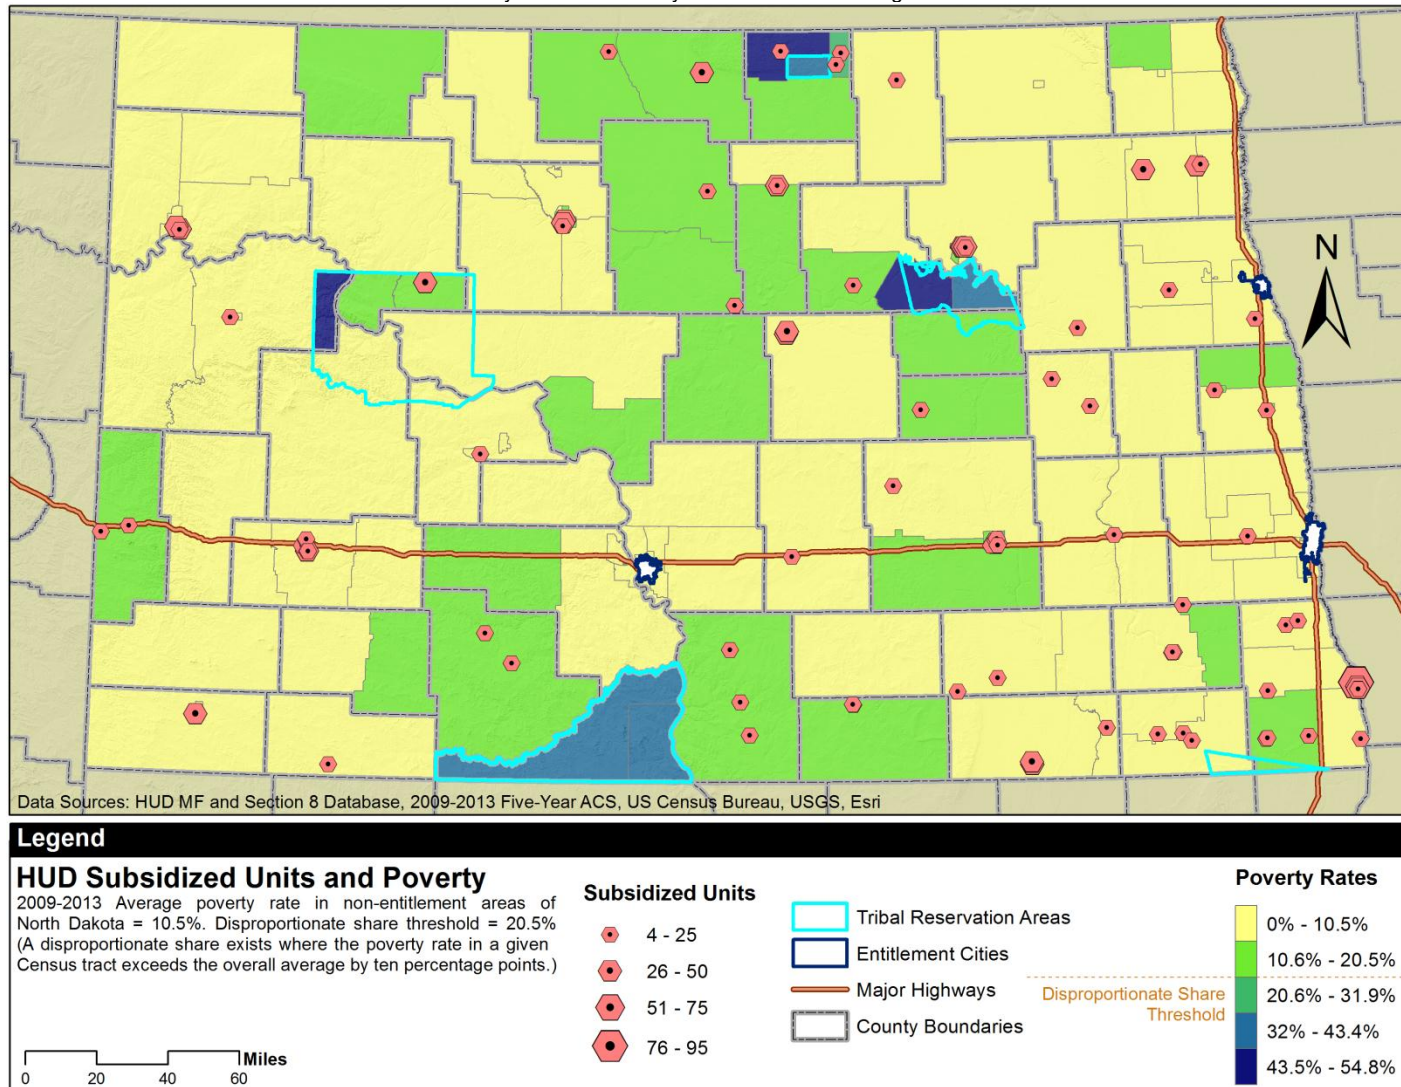 N
Data Sources: HUD MF and Section 8 Database, 2009-2013 Five-Year ACS, US Census Bureau, USGS, Esri
Legend
HUD Subsidized Units and Poverty
2009-2013 Average poverty rate in non-entitlement areas of
North Dakota = 10.5%. Disproportionate share threshold = 20.5%
(A disproportionate share exists where the poverty rate in a given
Census tract exceeds the overall average by ten percentage points.)
0 20 40 60
Miles
Subsidized Units
4 - 25
26 - 50
51 - 75
76 - 95
Tribal Reservation Areas
Entitlement Cities
Major Highways
County Boundaries
Poverty Rates
0% - 10.5%
10.6% - 20.5%
Disproportionate Share
Threshold
20.6% - 31.9%
32% - 43.4%
43.5% - 54.8%